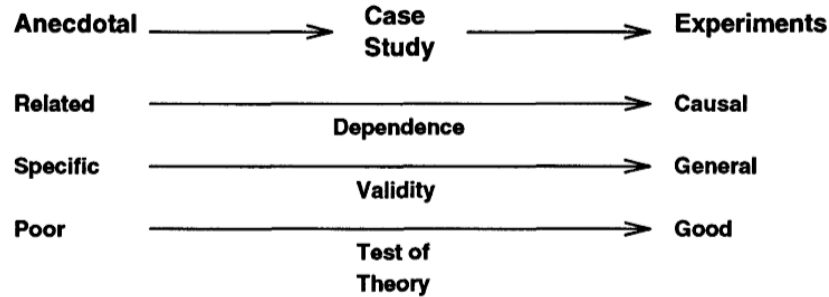 Anecdotal Case Study Experiments
Related Dependence Causal
Specific Validity General
Poor Test of Theory Good